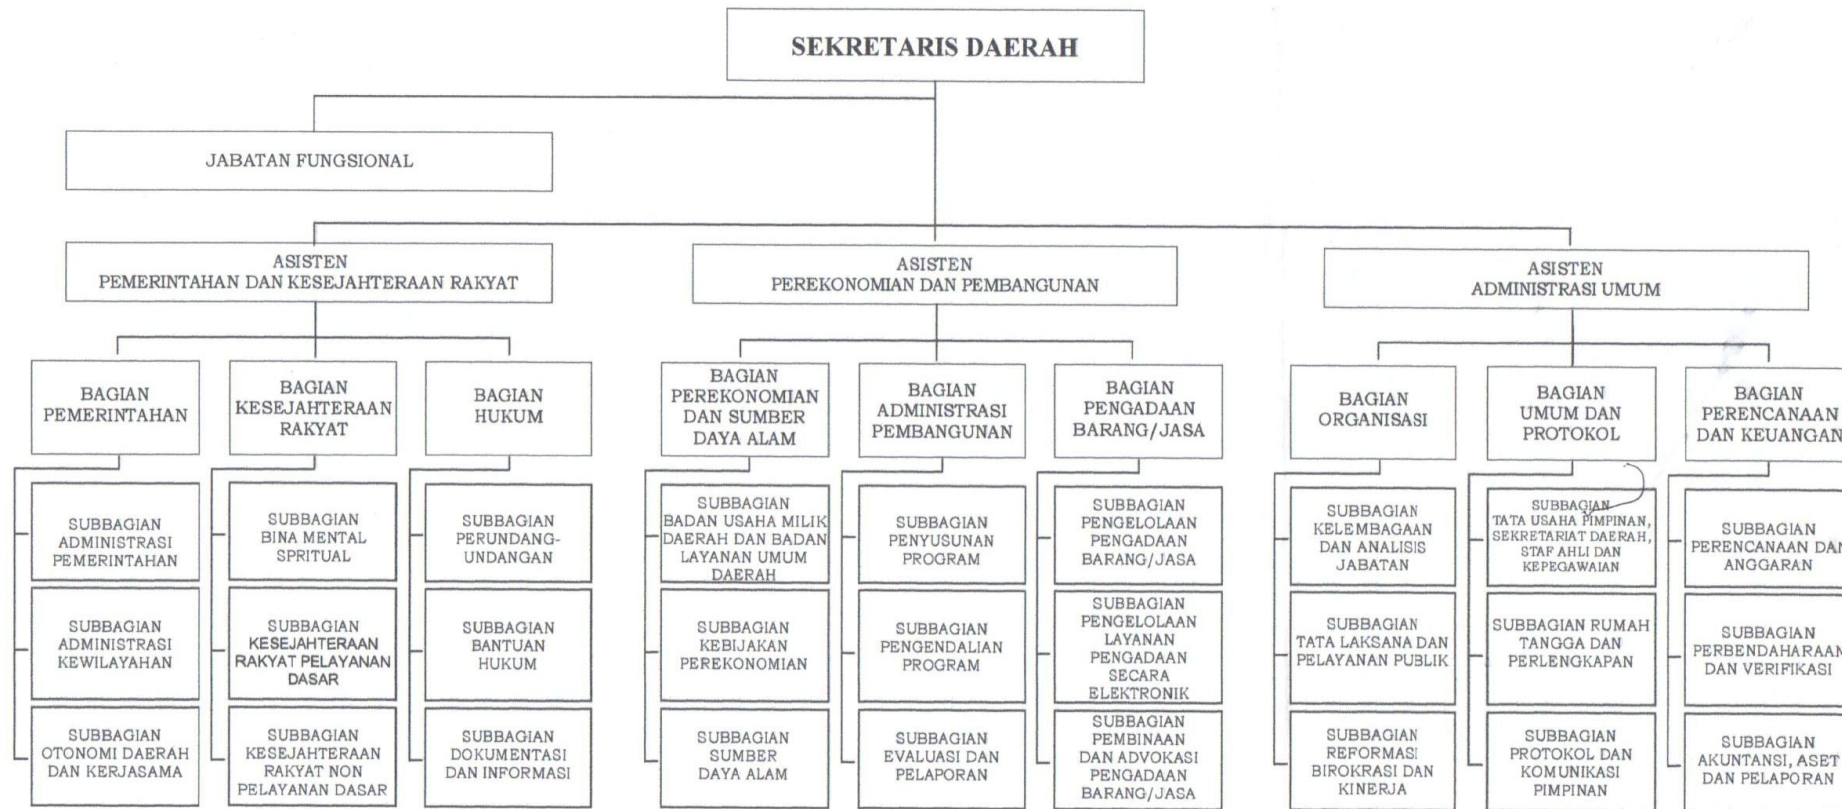 SEKRETARIS DAERAH
JABATAN FUNGSIONAL
ASISTEN
PEMERINTAHAN DAN KESEJAHTERAAN RAKYAT
ASISTEN
PEREKONOMIAN DAN PEMBANGUNAN
ASISTEN
ADMINISTRASI UMUM
BAGIAN
PEMERINTAHAN
BAGIAN
KESEJAHTERAAN
RAKYAT
BAGIAN
HUKUM
BAGIAN
PEREKONOMIAN
DAN SUMBER
DAYA ALAM
BAGIAN
ADMINISTRASI
PEMBANGUNAN
BAGIAN
PENGADAAN
BARANG/JASA
BAGIAN
ORGANISASI
BAGIAN
UMUM DAN
PROTOKOL
BAGIAN
PERENCANAAN
DAN KEUANGAN
SUBBAGIAN
ADMINISTRASI
PEMERINTAHAN
SUBBAGIAN
BINA MENTAL
SPRITUAL
SUBBAGIAN
PERUNDANG-
UNDANGAN
SUBBAGIAN
BADAN USAHA MILIK
DAERAH DAN BADAN
LAYANAN UMUM
DAERAH
SUBBAGIAN
PENYUSUNAN
PROGRAM
SUBBAGIAN
PENGELOLAAN
PENGADAAN
BARANG/JASA
SUBBAGIAN
KELEMBAGAAN
DAN ANALISIS
JABATAN
SUBBAGIAN
TATA USAHA PIMPINAN,
SEKRETARIAT DAERAH,
STAF AHLI DAN
KEPEGAWAIAN
SUBBAGIAN
PERENCANAAN DAN
ANGGARAN
SUBBAGIAN
ADMINISTRASI
KEWILAYAHAN
SUBBAGIAN
KESEJAHTERAAN
RAKYAT PELAYANAN
DASAR
SUBBAGIAN
BANTUAN
HUKUM
SUBBAGIAN
KEBIJAKAN
PEREKONOMIAN
SUBBAGIAN
PENGENDALIAN
PROGRAM
SUBBAGIAN
PENGELOLAAN
LAYANAN
PENGADAAN
SECARA
ELEKTRONIK
SUBBAGIAN
TATA LAKSANA DAN
PELAYANAN PUBLIK
SUBBAGIAN RUMAH
TANGGA DAN
PERLENGKAPAN
SUBBAGIAN
PERBENDAHARAAN
DAN VERIFIKASI
SUBBAGIAN
OTONOMI DAERAH
DAN KERJASAMA
SUBBAGIAN
KESEJAHTERAAN
RAKYAT NON
PELAYANAN DASAR
SUBBAGIAN
DOKUMENTASI
DAN INFORMASI
SUBBAGIAN
SUMBER
DAYA ALAM
SUBBAGIAN
EVALUASI DAN
PELAPORAN
SUBBAGIAN
PEMBINAAN
DAN ADVOKASI
PENGADAAN
BARANG/JASA
SUBBAGIAN
REFORMASI
BIROKRASI DAN
KINERJA
SUBBAGIAN
PROTOKOL DAN
KOMUNIKASI
PIMPINAN
SUBBAGIAN
AKUNTANSI, ASET
DAN PELAPORAN